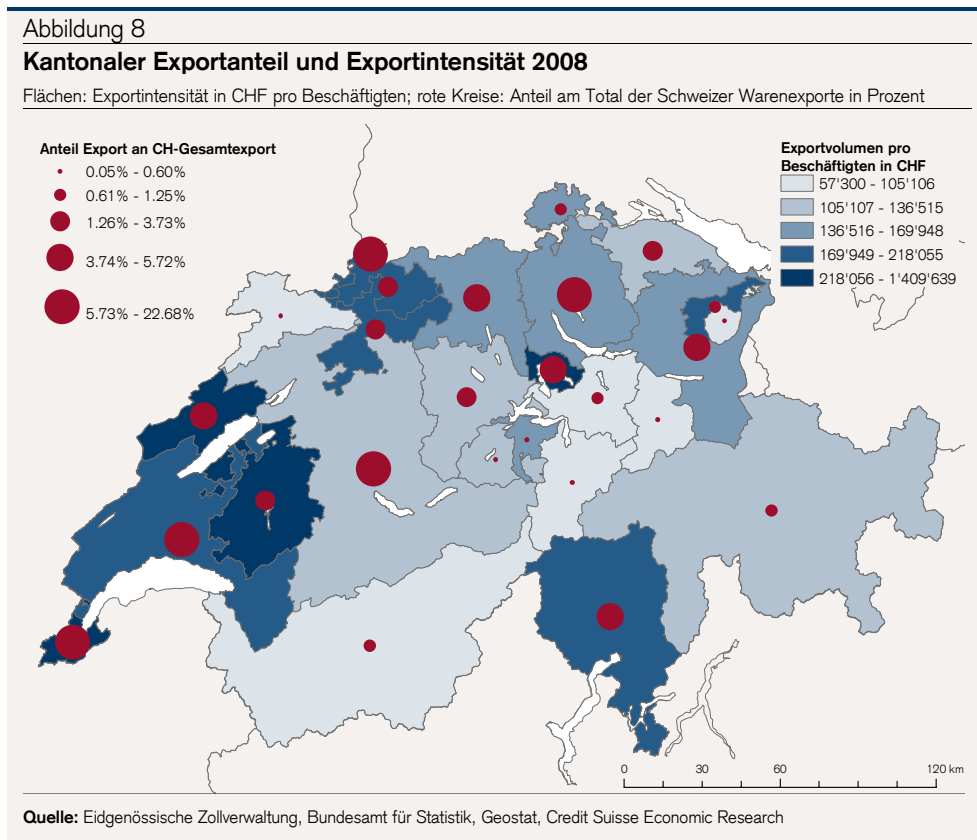 Abbildung 8
Kantonaler Exportanteil und Exportintensität 2008
Flächen: Exportintensität in CHF pro Beschäftigten; rote Kreise: Anteil am Total der Schweizer Warenexporte in Prozent
Anteil Export an CH-Gesamtexport
0.05% - 0.60%
0.61% - 1.25%
1.26% - 3.73%
3.74% - 5.72%
5.73% - 22.68%
Exportvolumen pro
Beschäftigten in CHF
57'300 - 105'106
105'107 - 136'515
136'516 - 169'948
169'949 - 218'055
218'056 - 1'409'639
0 30 60 120 km
Quelle: Eidgenössische Zollverwaltung, Bundesamt für Statistik, Geostat, Credit Suisse Economic Research